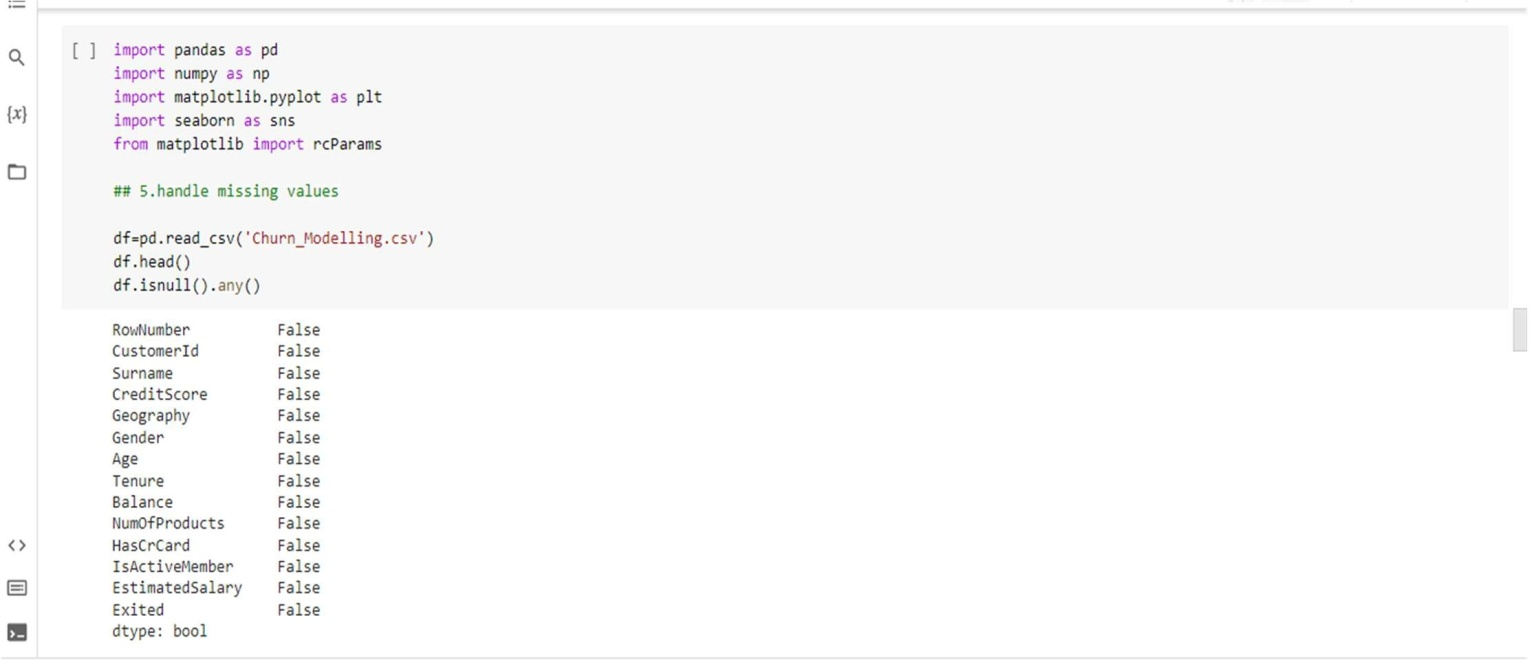 [ ] import pandas as pd
import numpy as np
import matplotlib.pyplot as plt
import seaborn as sns
from matplotlib import rcParams
## 5.handle missing values
df=pd.read_csv('Churn_Modelling.csv')
df.head()
df.isnull().any()
RowNumber False
CustomerId False
Surname False
CreditScore False
Geography False
Gender False
Age False
Tenure False
Balance False
NumOfProducts False
HasCrCard False
IsActiveMember False
EstimatedSalary False
Exited False
dtype: bool
{x}